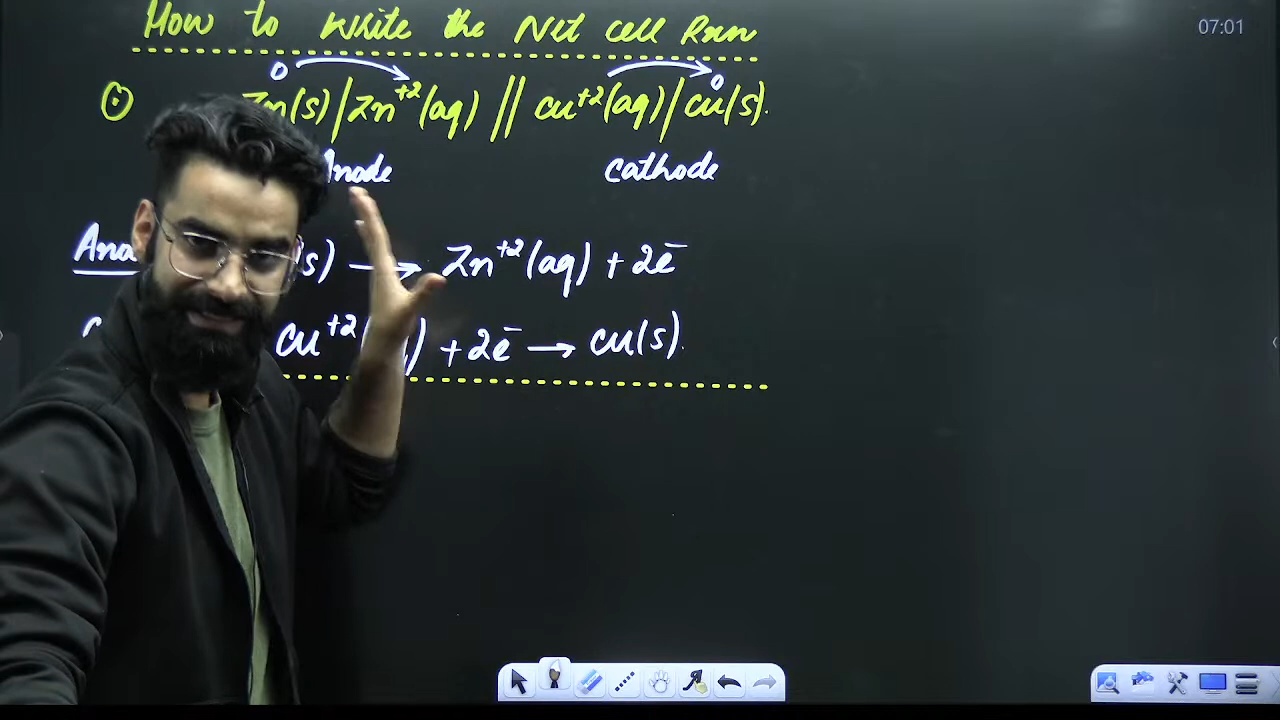 How to Write the Net cell Rxn
07:01
0 0
Zn(s) | Zn+2(aq) || cu+2(aq) | cu(s).
Anode cathode
(s) → Zn+2(aq) + 2e-
cu+2 + 2e- → cu(s).